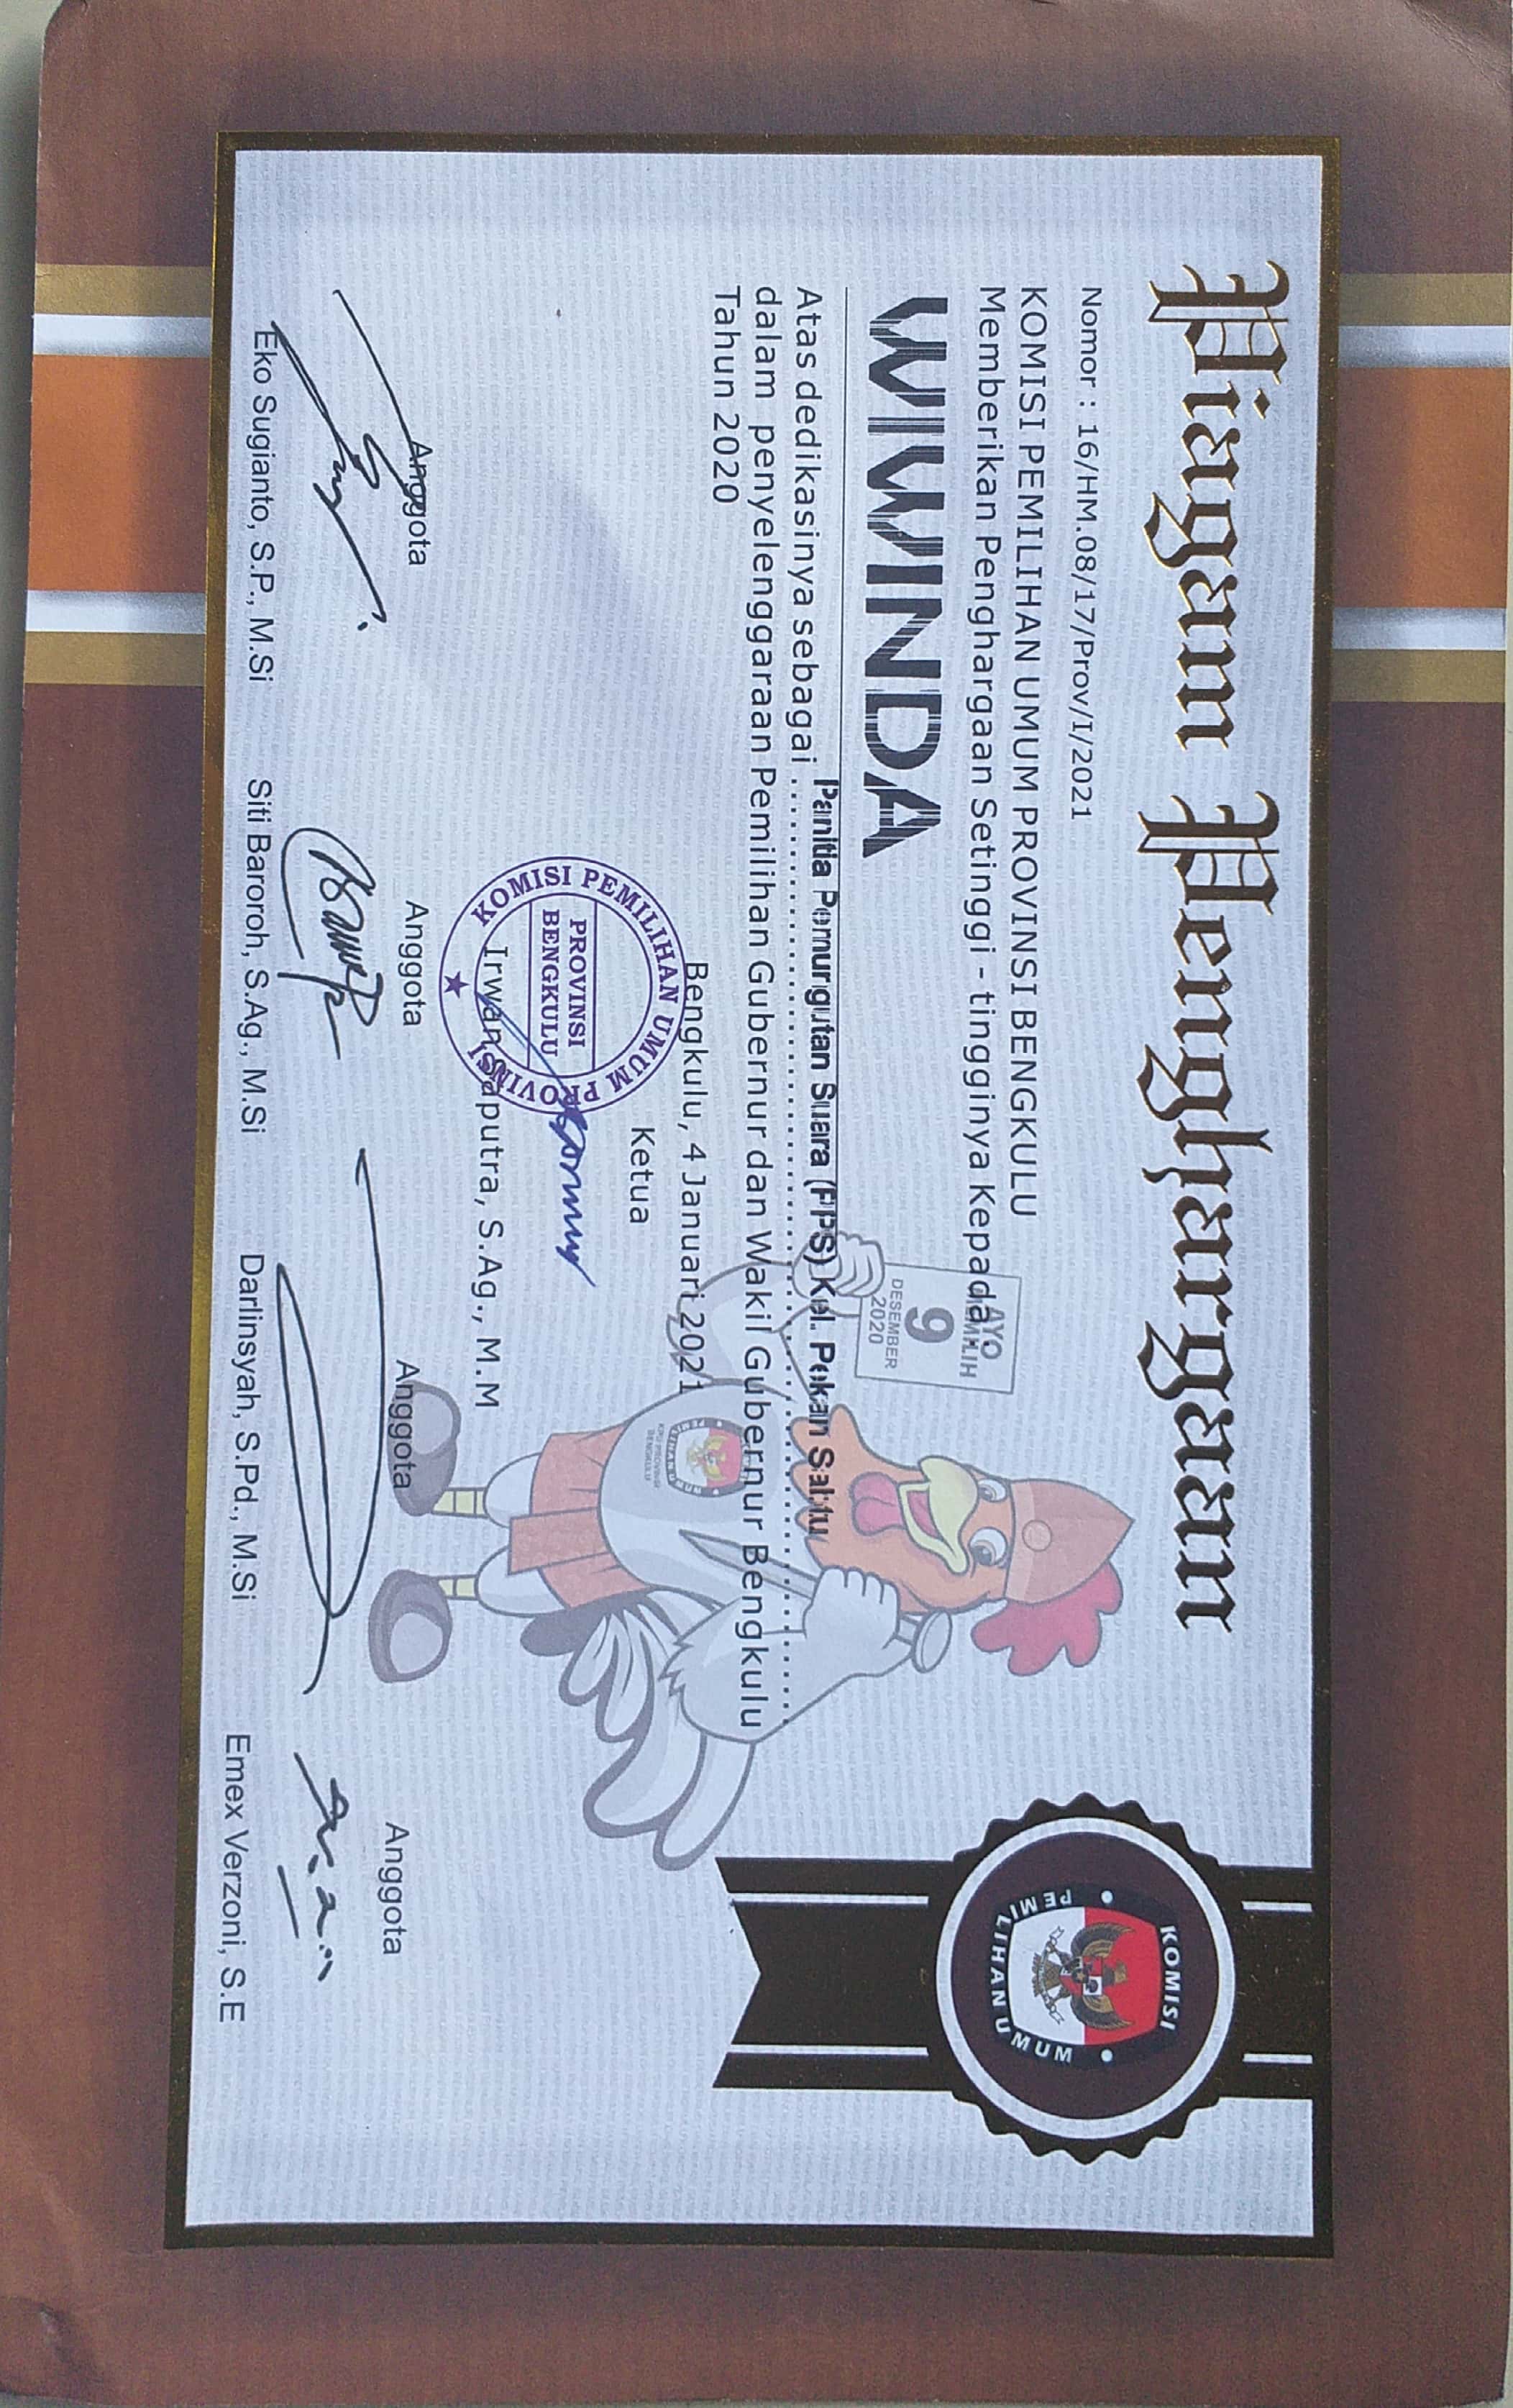 Piagam Penghargaan
Nomor : 16/HM.08/17/Prov/I/2021
KOMISI PEMILIHAN UMUM PROVINSI BENGKULU
Memberikan Penghargaan Setinggi - tingginya Kepada
WIWINDA
Atas dedikasinya sebagai Panitia Pemungutan Suara (PPS) Kel. Pekan Sabtu
dalam penyelenggaraan Pemilihan Gubernur dan Wakil Gubernur Bengkulu
Tahun 2020
AYO
MEMILIH
9
DESEMBER
2020
Bengkulu, 4 Januari 2021
Ketua
KOMISI PEMILIHAN UMUM PROVINSI
PROVINSI
BENGKULU
Irwan Saputra, S.Ag., M.M
Anggota Anggota Anggota Anggota
Eko Sugianto, S.P., M.Si Siti Baroroh, S.Ag., M.Si Darlinsyah, S.Pd., M.Si Emex Verzoni, S.E
KOMISI
PEMILIHAN UMUM
KPU PROVINSI
BENGKULU